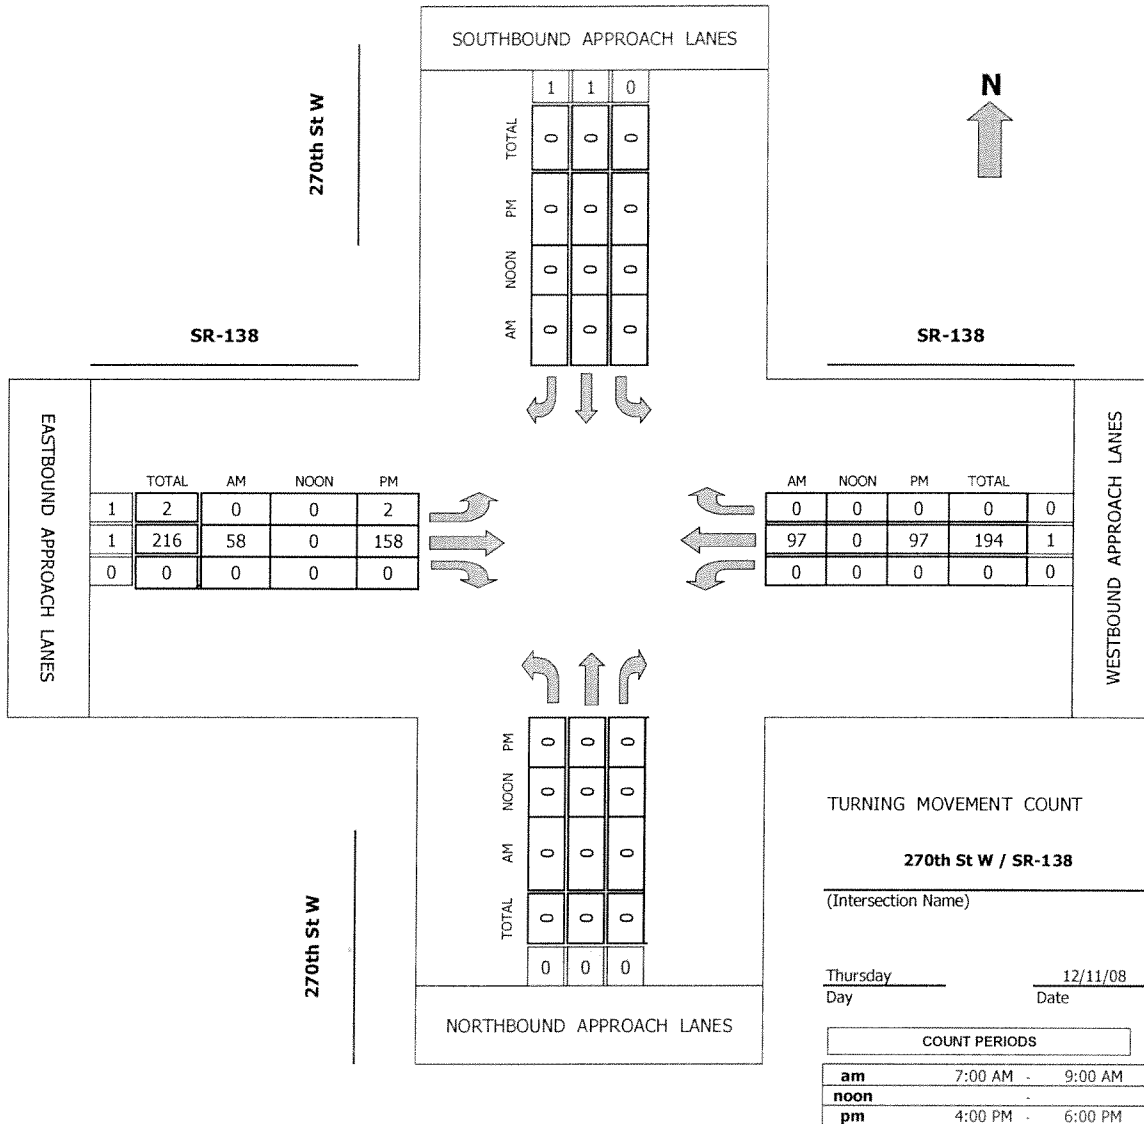 SOUTHBOUND APPROACH LANES
1 1 0
TOTAL 0 0 0
PM 0 0 0
NOON 0 0 0
AM 0 0 0
270th St W
N
SR-138
SR-138
EASTBOUND APPROACH LANES
TOTAL AM NOON PM
1 2 0 0 2
1 216 58 0 158
0 0 0 0 0
AM NOON PM TOTAL
0 0 0 0 0
97 0 97 194 1
0 0 0 0 0
WESTBOUND APPROACH LANES
PM 0 0 0
NOON 0 0 0
AM 0 0 0
TOTAL 0 0 0
0 0 0
NORTHBOUND APPROACH LANES
270th St W
TURNING MOVEMENT COUNT
270th St W / SR-138
(Intersection Name)
Thursday 12/11/08
Day Date
COUNT PERIODS
am 7:00 AM - 9:00 AM
noon -
pm 4:00 PM - 6:00 PM